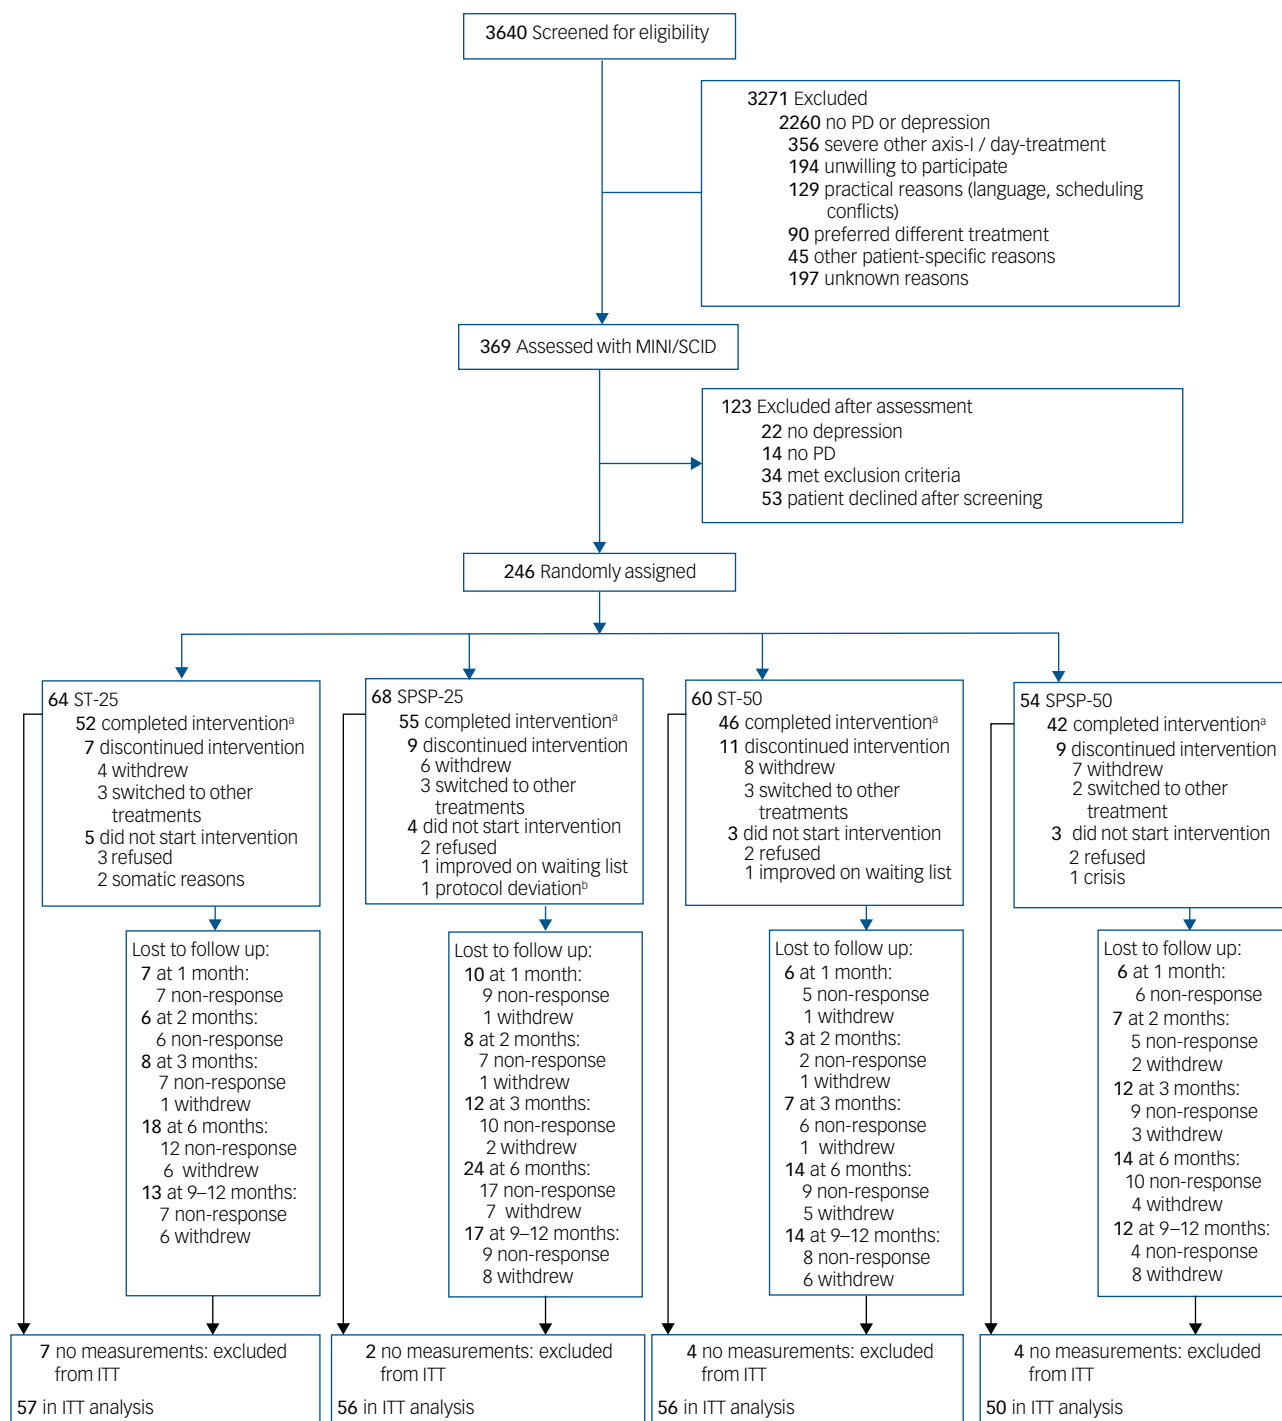 3640 Screened for eligibility
3271 Excluded
2260 no PD or depression
356 severe other axis-I / day-treatment
194 unwilling to participate
129 practical reasons (language, scheduling
conflicts)
90 preferred different treatment
45 other patient-specific reasons
197 unknown reasons
369 Assessed with MINI/SCID
123 Excluded after assessment
22 no depression
14 no PD
34 met exclusion criteria
53 patient declined after screening
246 Randomly assigned
64 ST-25
52 completed interventionᵃ
7 discontinued intervention
4 withdrew
3 switched to other
treatments
5 did not start intervention
3 refused
2 somatic reasons
68 SPSP-25
55 completed interventionᵃ
9 discontinued intervention
6 withdrew
3 switched to other
treatments
4 did not start intervention
2 refused
1 improved on waiting list
1 protocol deviationᵇ
60 ST-50
46 completed interventionᵃ
11 discontinued intervention
8 withdrew
3 switched to other
treatments
3 did not start intervention
2 refused
1 improved on waiting list
54 SPSP-50
42 completed interventionᵃ
9 discontinued intervention
7 withdrew
2 switched to other
treatment
3 did not start intervention
2 refused
1 crisis
Lost to follow up:
7 at 1 month:
7 non-response
6 at 2 months:
6 non-response
8 at 3 months:
7 non-response
1 withdrew
18 at 6 months:
12 non-response
6 withdrew
13 at 9–12 months:
7 non-response
6 withdrew
Lost to follow up:
10 at 1 month:
9 non-response
1 withdrew
8 at 2 months:
7 non-response
1 withdrew
12 at 3 months:
10 non-response
2 withdrew
24 at 6 months:
17 non-response
7 withdrew
17 at 9–12 months:
9 non-response
8 withdrew
Lost to follow up:
6 at 1 month:
5 non-response
1 withdrew
3 at 2 months:
2 non-response
1 withdrew
7 at 3 months:
6 non-response
1 withdrew
14 at 6 months:
9 non-response
5 withdrew
14 at 9–12 months:
8 non-response
6 withdrew
Lost to follow up:
6 at 1 month:
6 non-response
7 at 2 months:
5 non-response
2 withdrew
12 at 3 months:
9 non-response
3 withdrew
14 at 6 months:
10 non-response
4 withdrew
12 at 9–12 months:
4 non-response
8 withdrew
7 no measurements: excluded
from ITT
57 in ITT analysis
2 no measurements: excluded
from ITT
56 in ITT analysis
4 no measurements: excluded
from ITT
56 in ITT analysis
4 no measurements: excluded
from ITT
50 in ITT analysis